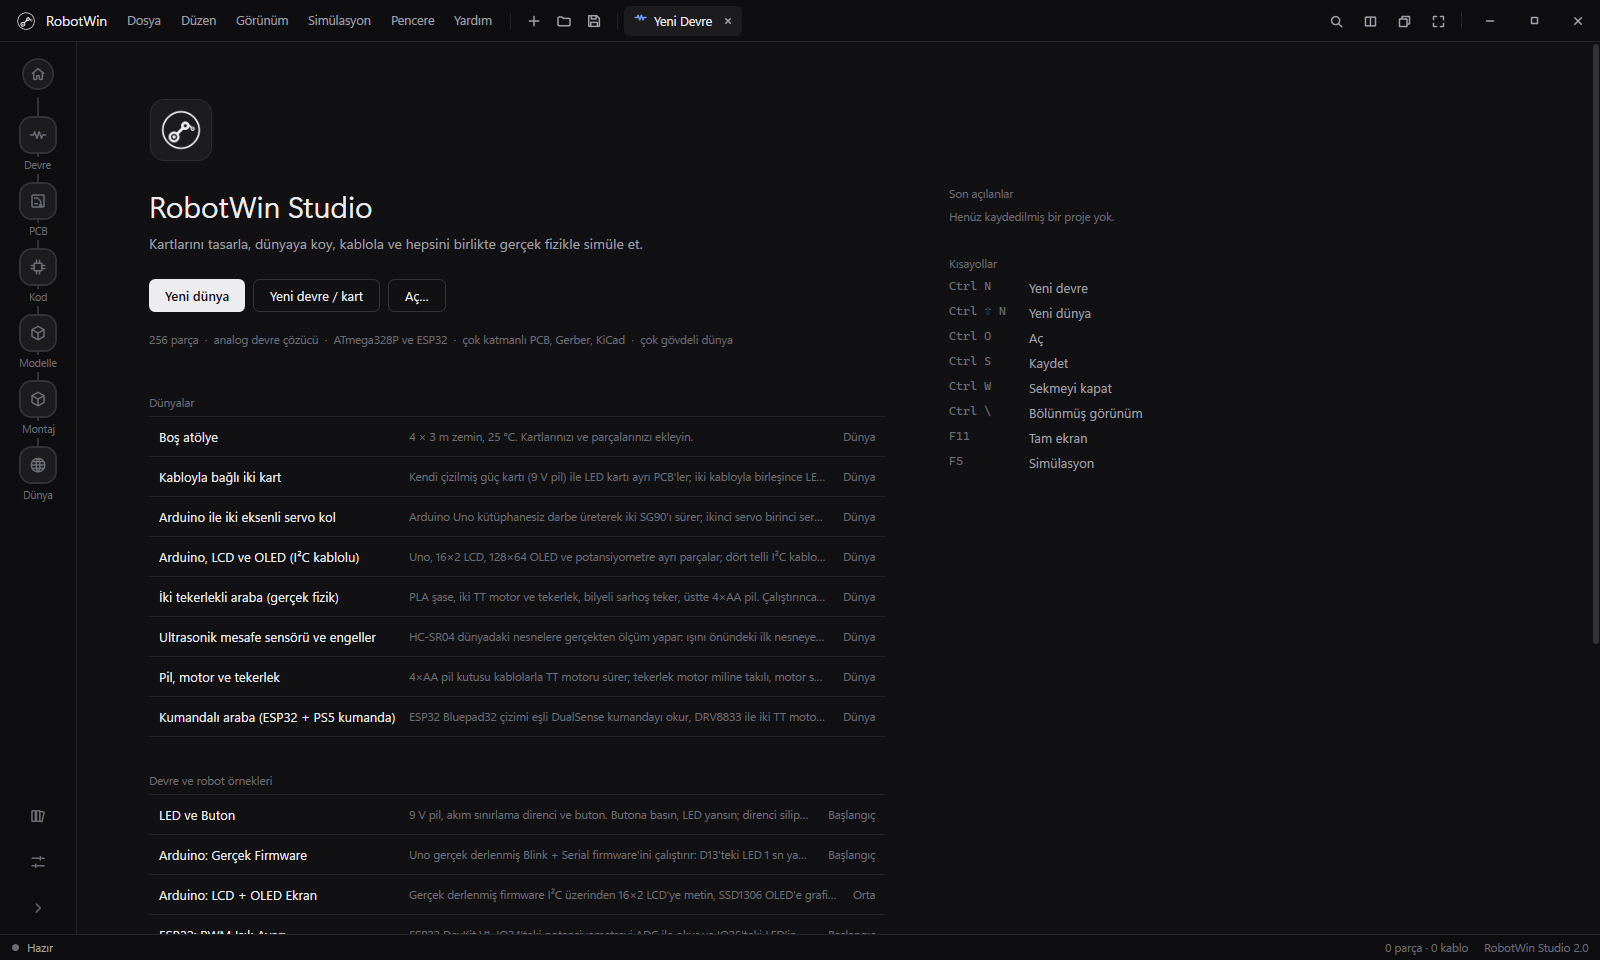 RobotWin Dosya Düzen Görünüm Simülasyon Pencere Yardım Yeni Devre
Devre
PCB
Kod
Modelle
Montaj
Dünya
RobotWin Studio
Kartlarını tasarla, dünyaya koy, kablola ve hepsini birlikte gerçek fizikle simüle et.
Yeni dünya Yeni devre / kart Aç...
256 parça · analog devre çözücü · ATmega328P ve ESP32 · çok katmanlı PCB, Gerber, KiCad · çok gövdeli dünya
Dünyalar
Boş atölye 4 × 3 m zemin, 25 °C. Kartlarınızı ve parçalarınızı ekleyin. Dünya
Kabloyla bağlı iki kart Kendi çizilmiş güç kartı (9 V pil) ile LED kartı ayrı PCB'ler; iki kabloyla birleşince LE... Dünya
Arduino ile iki eksenli servo kol Arduino Uno kütüphanesiz darbe üreterek iki SG90'ı sürer; ikinci servo birinci ser... Dünya
Arduino, LCD ve OLED (I²C kablolu) Uno, 16×2 LCD, 128×64 OLED ve potansiyometre ayrı parçalar; dört telli I²C kablo... Dünya
İki tekerlekli araba (gerçek fizik) PLA şase, iki TT motor ve tekerlek, bilyeli sarhoş teker, üstte 4×AA pil. Çalıştırınca... Dünya
Ultrasonik mesafe sensörü ve engeller HC-SR04 dünyadaki nesnelere gerçekten ölçüm yapar: ışını önündeki ilk nesneye... Dünya
Pil, motor ve tekerlek 4×AA pil kutusu kablolarla TT motoru sürer; tekerlek motor miline takılı, motor s... Dünya
Kumandalı araba (ESP32 + PS5 kumanda) ESP32 Bluepad32 çizimi eşli DualSense kumandayı okur, DRV8833 ile iki TT moto... Dünya
Devre ve robot örnekleri
LED ve Buton 9 V pil, akım sınırlama direnci ve buton. Butona basın, LED yansın; direnci silip... Başlangıç
Arduino: Gerçek Firmware Uno gerçek derlenmiş Blink + Serial firmware'ini çalıştırır: D13'teki LED 1 sn ya... Başlangıç
Arduino: LCD + OLED Ekran Gerçek derlenmiş firmware I²C üzerinden 16×2 LCD'ye metin, SSD1306 OLED'e grafi... Orta
Son açılanlar
Henüz kaydedilmiş bir proje yok.
Kısayollar
Ctrl N Yeni devre
Ctrl ⇧ N Yeni dünya
Ctrl O Aç
Ctrl S Kaydet
Ctrl W Sekmeyi kapat
Ctrl \ Bölünmüş görünüm
F11 Tam ekran
F5 Simülasyon
Hazır 0 parça · 0 kablo RobotWin Studio 2.0